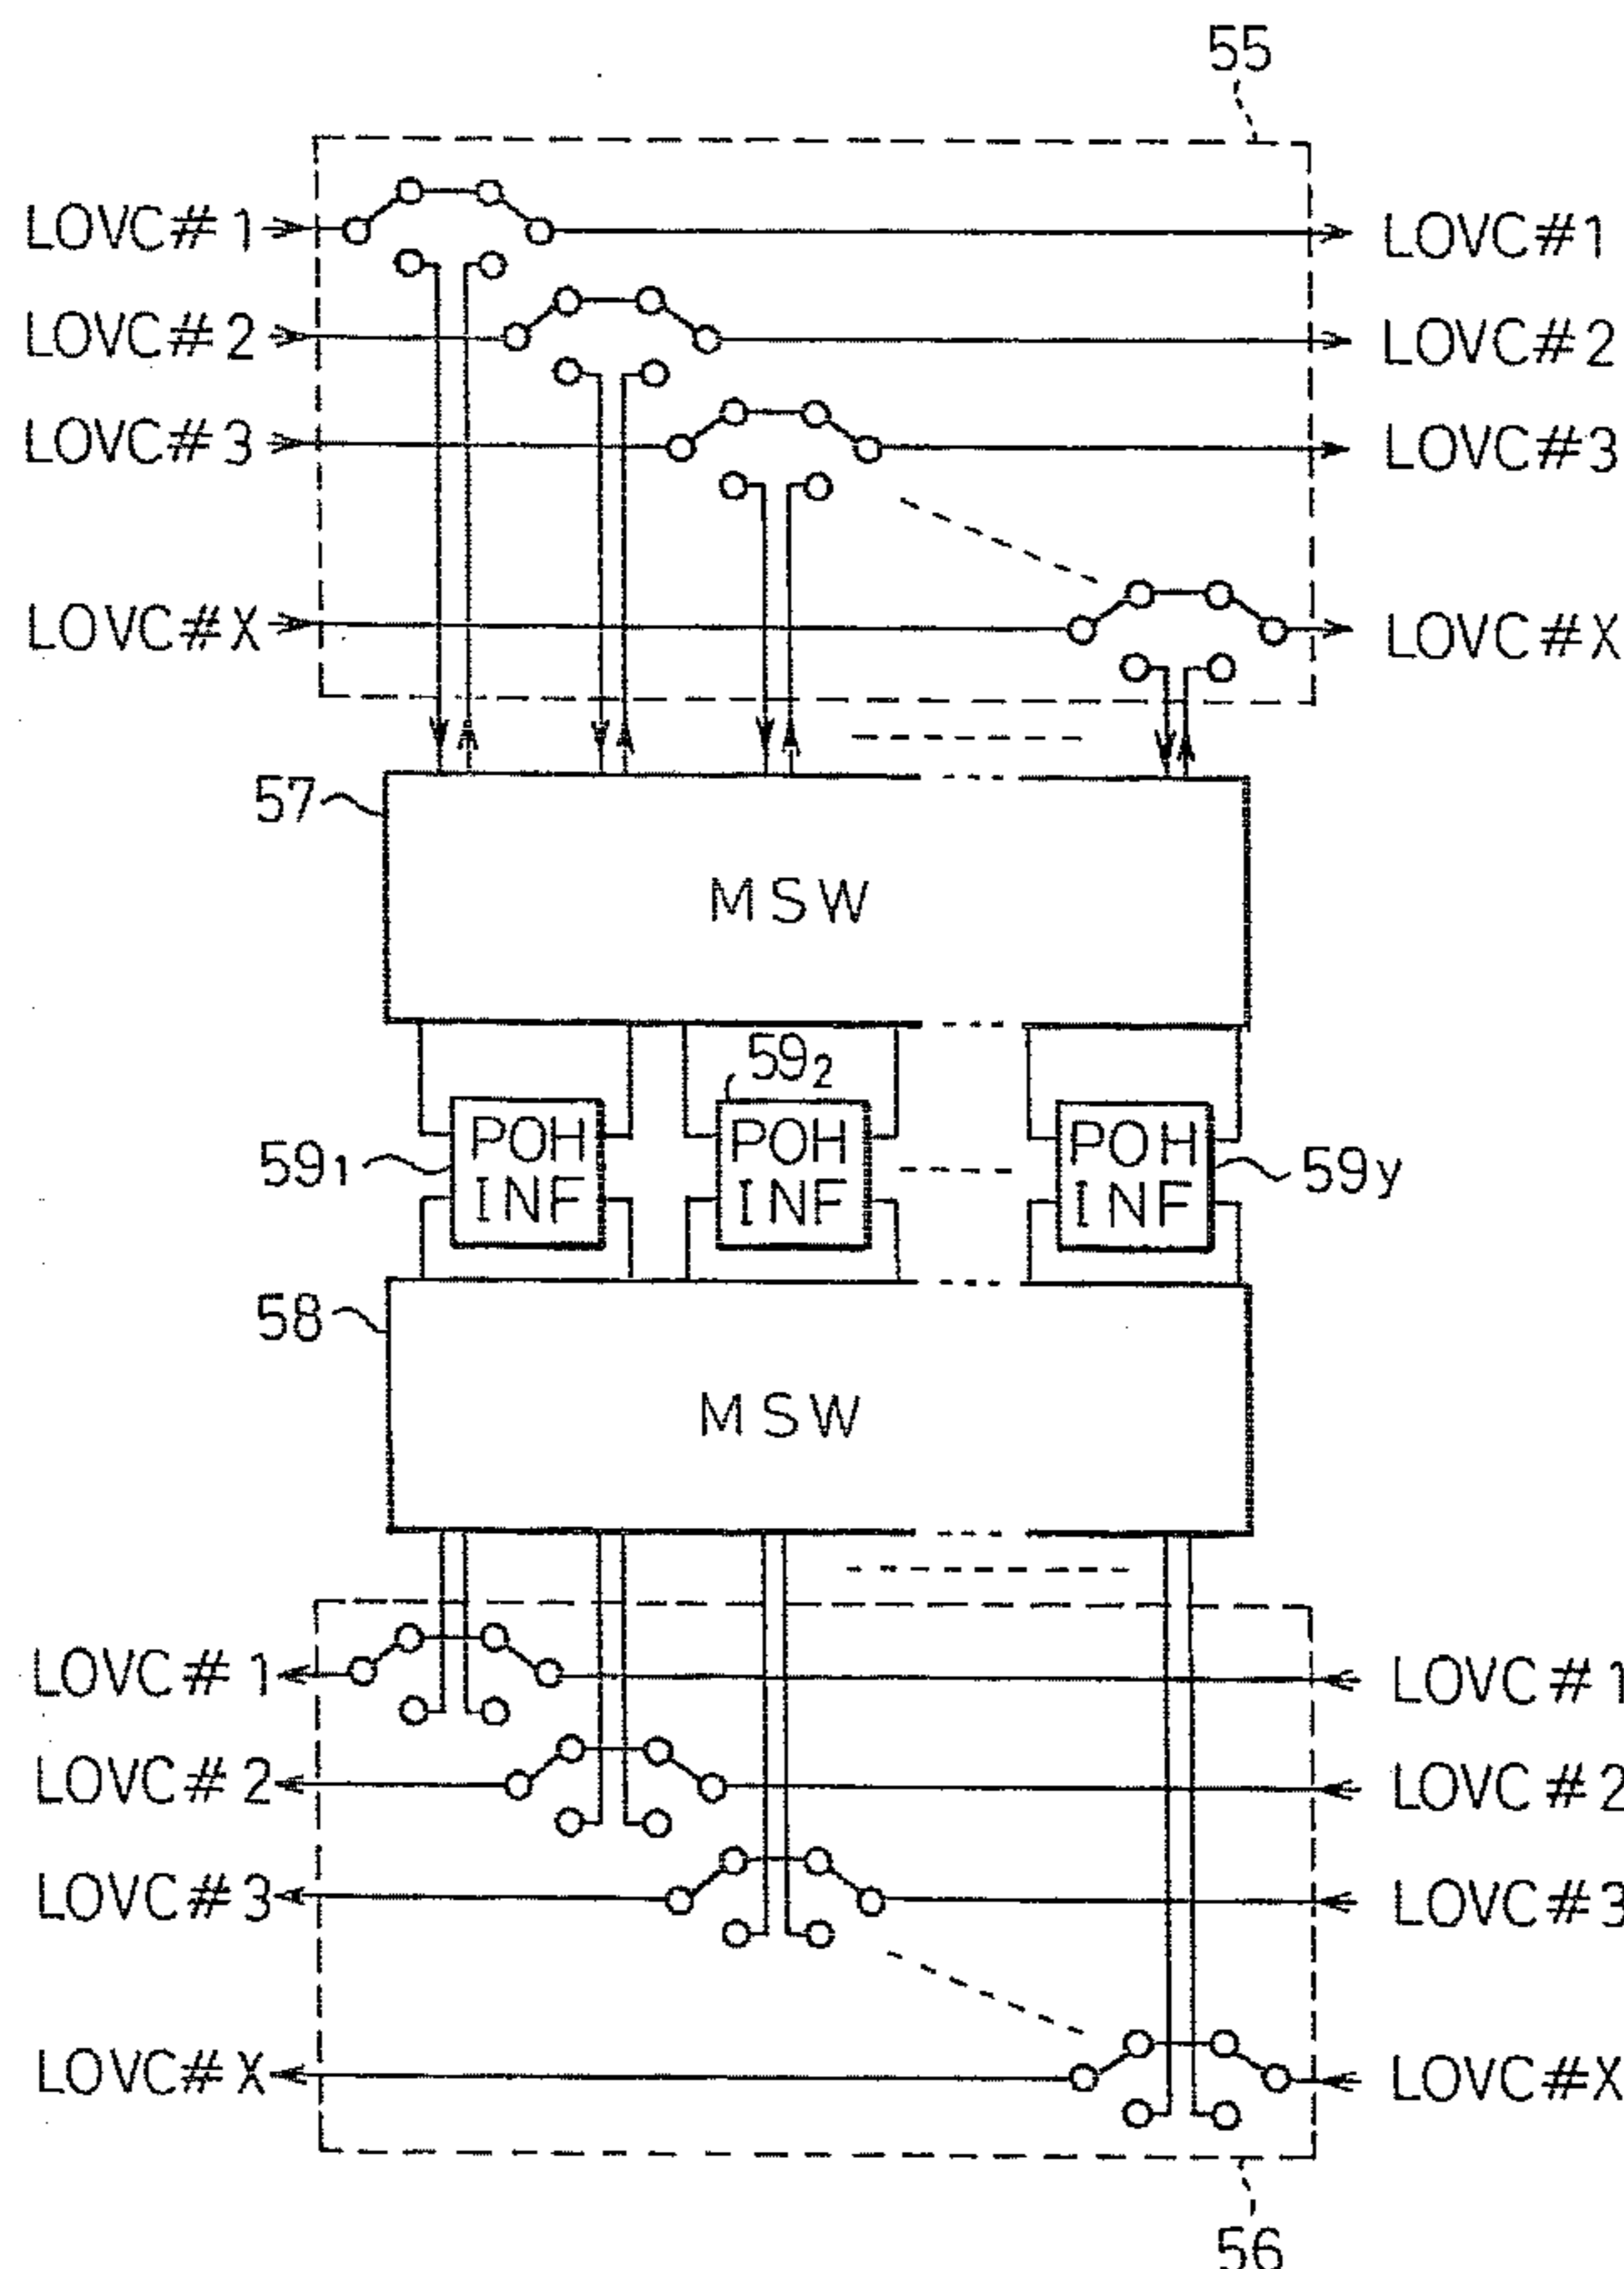 55
LOVC#1 LOVC#1
LOVC#2 LOVC#2
LOVC#3 LOVC#3
LOVC#X LOVC#X
57
MSW
59₂
59₁ POH POH POH 59y
INF INF INF
58
MSW
LOVC#1 LOVC#1
LOVC#2 LOVC#2
LOVC#3 LOVC#3
LOVC#X LOVC#X
56